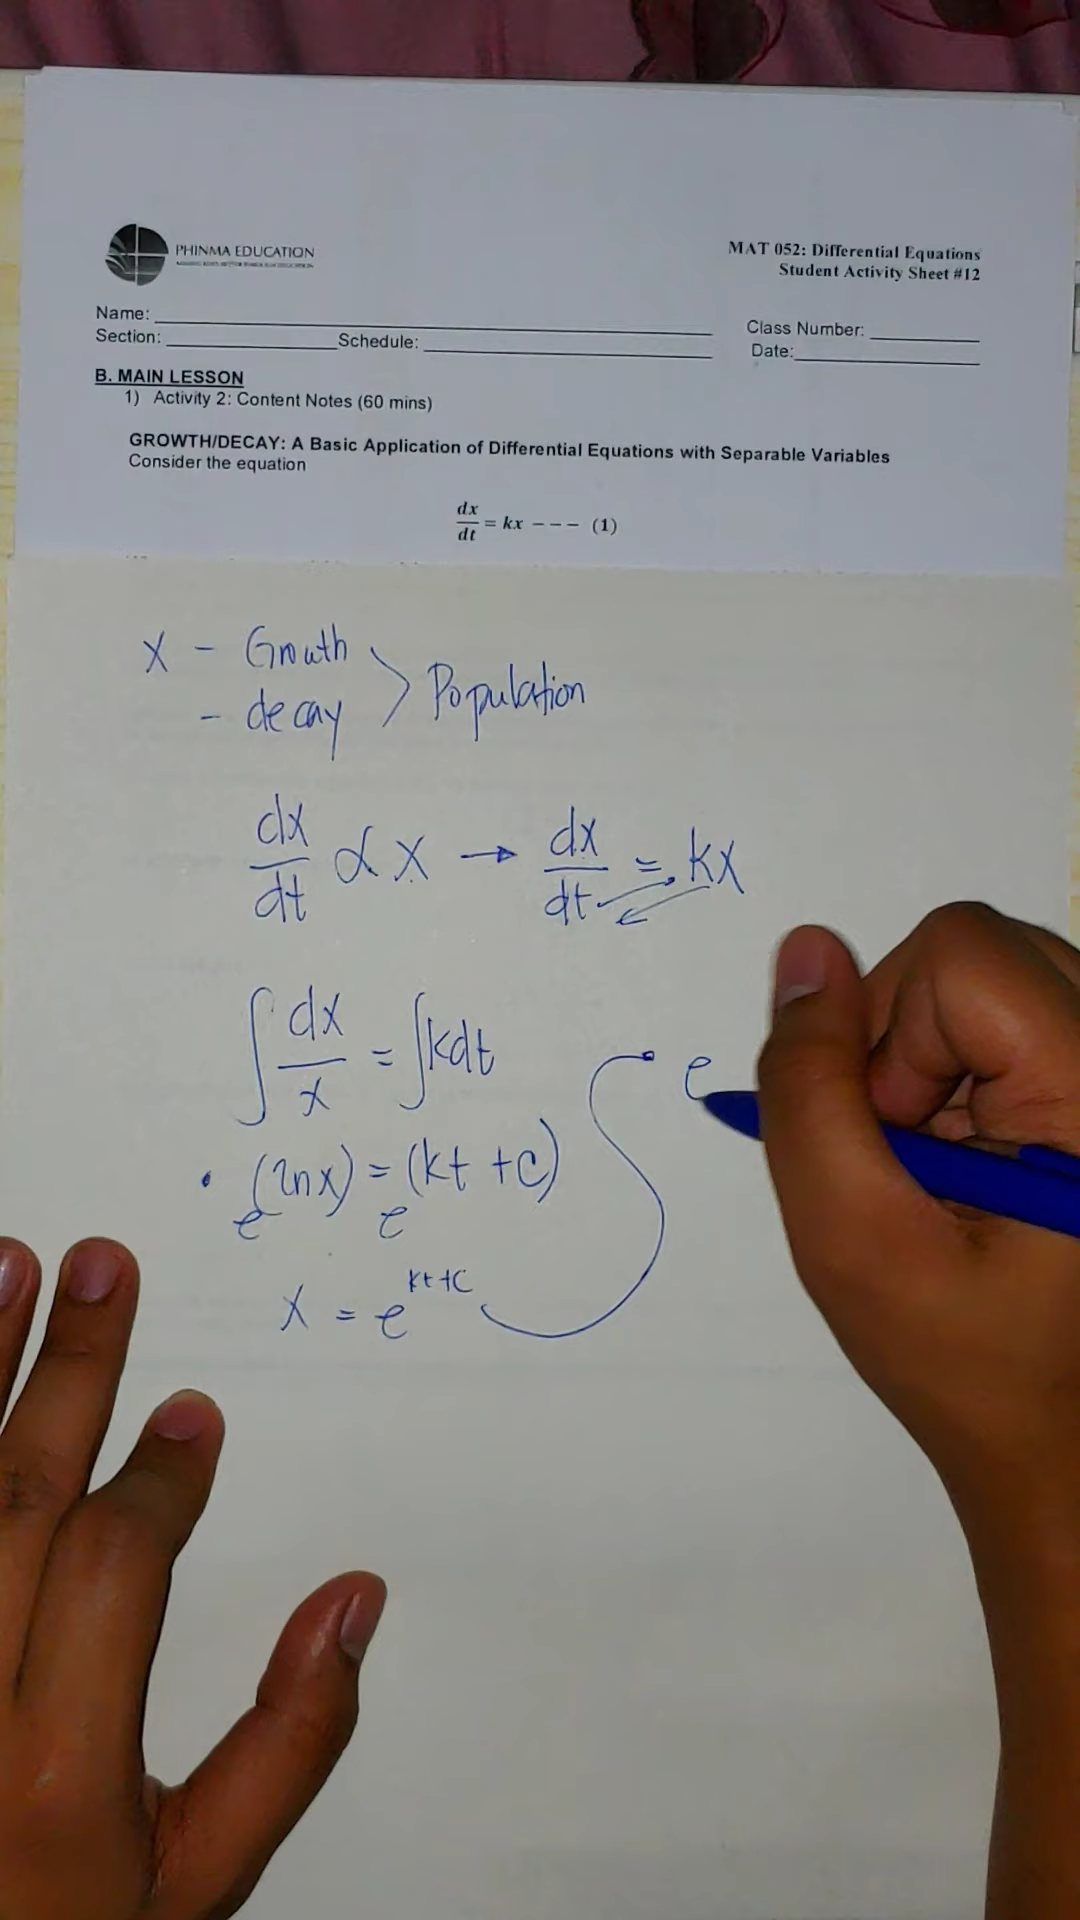 PHINMA EDUCATION
MAT 052: Differential Equations
Student Activity Sheet #12
Name:
Class Number:
Section: Schedule:
Date:
B. MAIN LESSON
1) Activity 2: Content Notes (60 mins)
GROWTH/DECAY: A Basic Application of Differential Equations with Separable Variables
Consider the equation
dx/dt = kx --- (1)
X - Growth
- decay > Population
dx/dt ∝ x → dx/dt = kx
∫ dx/x = ∫kdt
• e(lnx) = e(kt + c)
x = e^kt+c
e